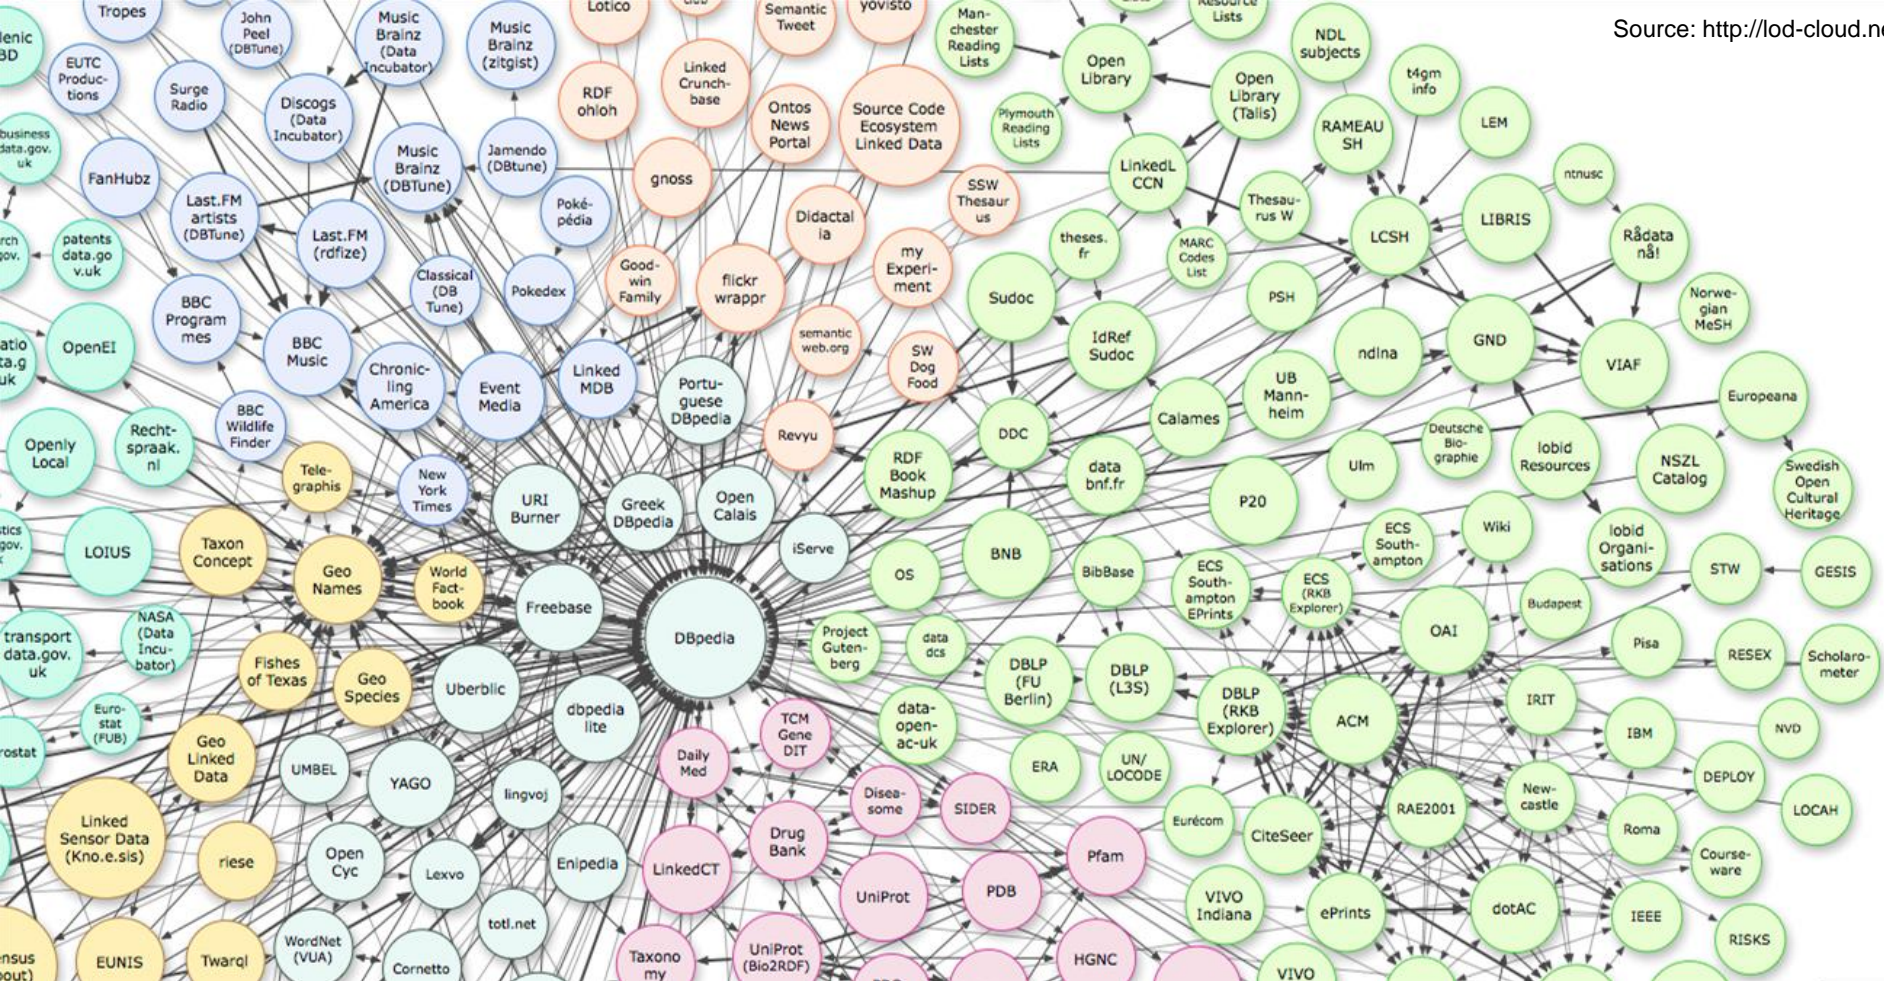 Source: http://lod-cloud.ne
Tropes
John
Peel
(DBTune)
Music
Brainz
(Data
Incubator)
Music
Brainz
(zitgist)
Lotico
Semantic
Tweet
yovisto
Man-
chester
Reading
Lists
Resource
Lists
NDL
subjects
EUTC
Produc-
tions
Surge
Radio
Discogs
(Data
Incubator)
RDF
ohloh
Linked
Crunch-
base
Open
Library
Open
Library
(Talis)
t4gm
info
Music
Brainz
(DBTune)
Jamendo
(DBtune)
Ontos
News
Portal
Source Code
Ecosystem
Linked Data
Plymouth
Reading
Lists
RAMEAU
SH
LEM
business
data.gov.
uk
FanHubz
gnoss
LinkedL
CCN
ntnusc
Last.FM
artists
(DBTune)
Last.FM
(rdfize)
Poké-
pédia
Didactal
ia
SSW
Thesaur
us
Thesau-
rus W
LIBRIS
patents
data.go
v.uk
theses.
fr
MARC
Codes
List
LCSH
Rådata
nå!
Classical
(DB
Tune)
Pokedex
Good-
win
Family
flickr
wrappr
my
Experi-
ment
Sudoc
PSH
Norwe-
gian
MeSH
BBC
Program
mes
BBC
Music
semantic
web.org
IdRef
Sudoc
ndlna
GND
VIAF
OpenEI
Chronic-
ling
America
Event
Media
Linked
MDB
Portu-
guese
DBpedia
SW
Dog
Food
UB
Mann-
heim
Europeana
BBC
Wildlife
Finder
Revyu
DDC
Calames
Deutsche
Bio-
graphie
lobid
Resources
Openly
Local
Recht-
spraak.
nl
Tele-
graphis
New
York
Times
URI
Burner
Greek
DBpedia
Open
Calais
RDF
Book
Mashup
data
bnf.fr
Ulm
NSZL
Catalog
Swedish
Open
Cultural
Heritage
P20
LOIUS
Taxon
Concept
iServe
BNB
ECS
South-
ampton
Wiki
lobid
Organi-
sations
Geo
Names
World
Fact-
book
Freebase
OS
BibBase
ECS
South-
ampton
EPrints
ECS
(RKB
Explorer)
STW
GESIS
Budapest
transport
data.gov.
uk
NASA
(Data
Incu-
bator)
DBpedia
Project
Guten-
berg
data
dcs
OAI
Pisa
RESEX
Scholaro-
meter
Fishes
of Texas
Geo
Species
Uberblic
dbpedia
lite
DBLP
(FU
Berlin)
DBLP
(L3S)
DBLP
(RKB
Explorer)
ACM
IRIT
Euro-
stat
(FUB)
data-
open-
ac-uk
IBM
NVD
Geo
Linked
Data
UMBEL
YAGO
lingvoj
Daily
Med
TCM
Gene
DIT
ERA
UN/
LOCODE
DEPLOY
Linked
Sensor Data
(Kno.e.sis)
Disea-
some
SIDER
Eurécom
CiteSeer
RAE2001
New-
castle
LOCAH
riese
Open
Cyc
Lexvo
Enipedia
LinkedCT
Drug
Bank
Pfam
Roma
Course-
ware
totl.net
UniProt
PDB
VIVO
Indiana
ePrints
dotAC
IEEE
EUNIS
Twarql
WordNet
(VUA)
Cornetto
Taxono
my
UniProt
(Bio2RDF)
HGNC
VIVO
RISKS